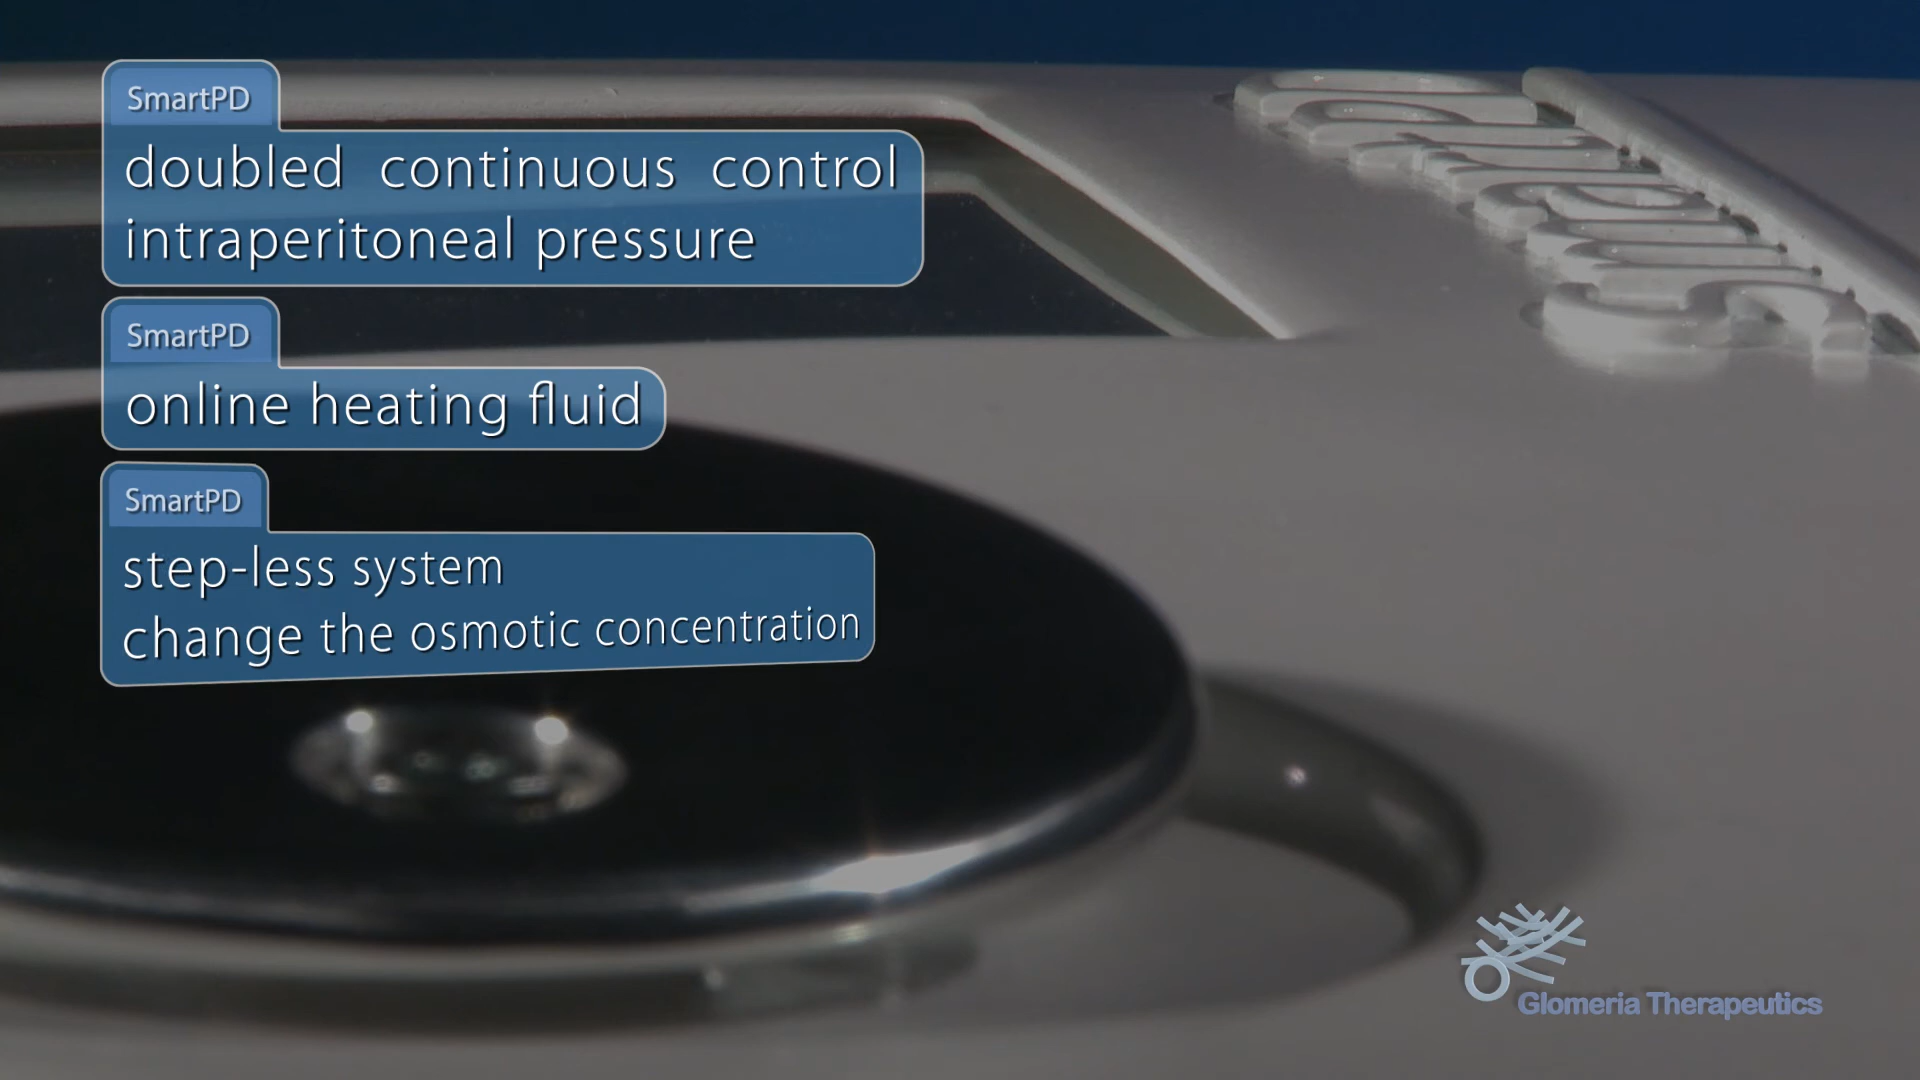 SmartPD
doubled continuous control
intraperitoneal pressure
SmartPD
online heating fluid
SmartPD
step-less system
change the osmotic concentration
Glomeria Therapeutics